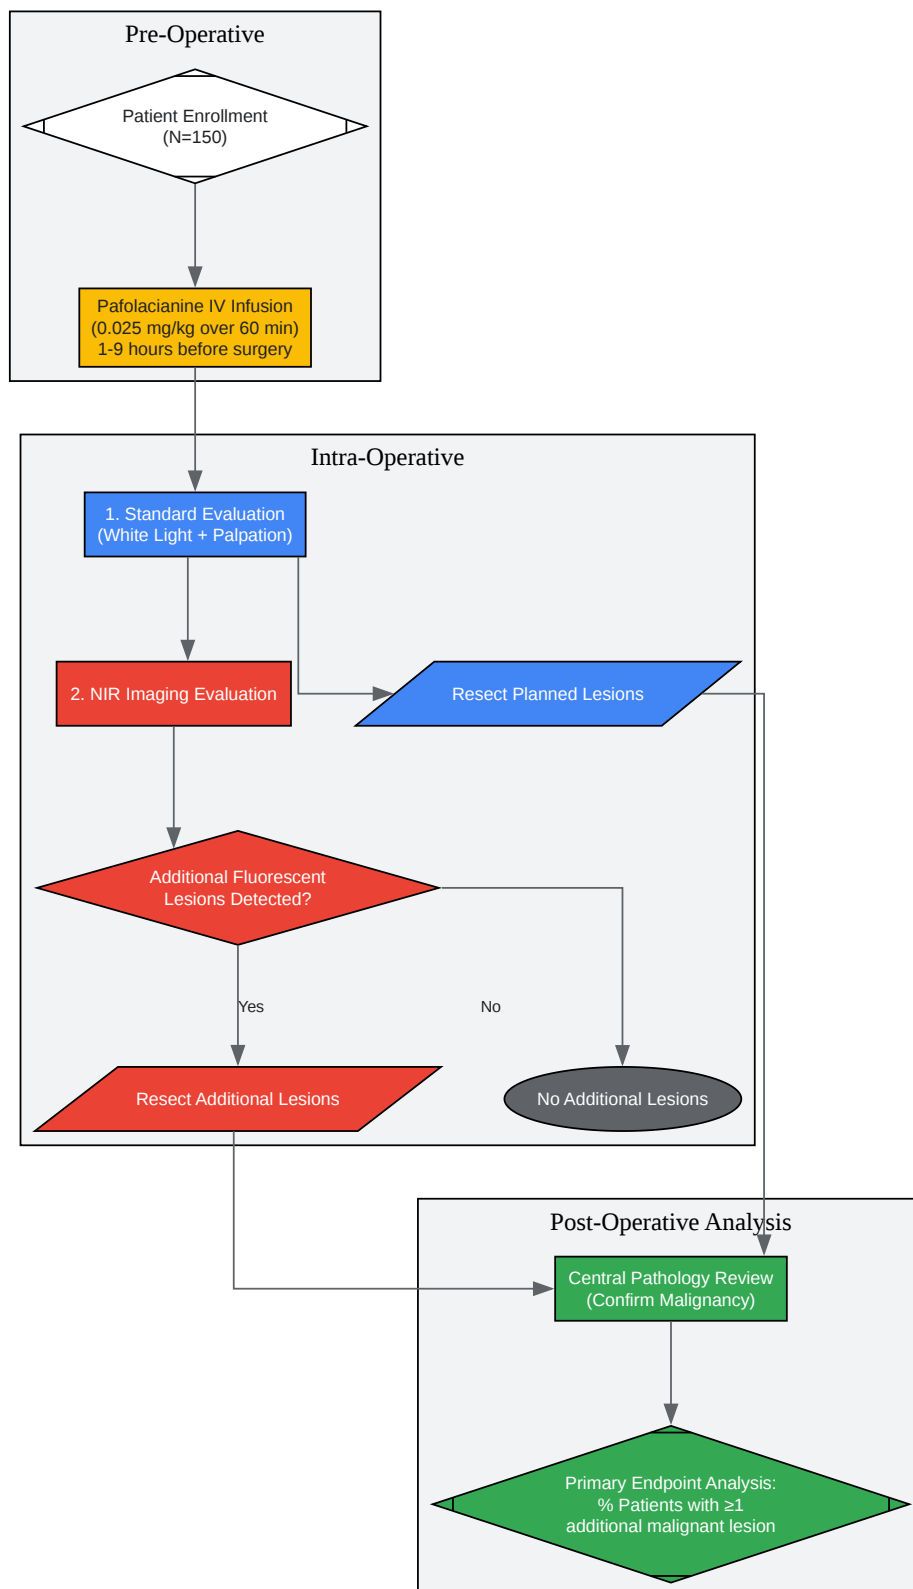 Pre-Operative
Patient Enrollment
(N=150)
Pafolacianine IV Infusion
(0.025 mg/kg over 60 min)
1-9 hours before surgery
Intra-Operative
1. Standard Evaluation
(White Light + Palpation)
2. NIR Imaging Evaluation
Resect Planned Lesions
Additional Fluorescent
Lesions Detected?
Yes
No
Resect Additional Lesions
No Additional Lesions
Post-Operative Analysis
Central Pathology Review
(Confirm Malignancy)
Primary Endpoint Analysis:
% Patients with ≥1
additional malignant lesion